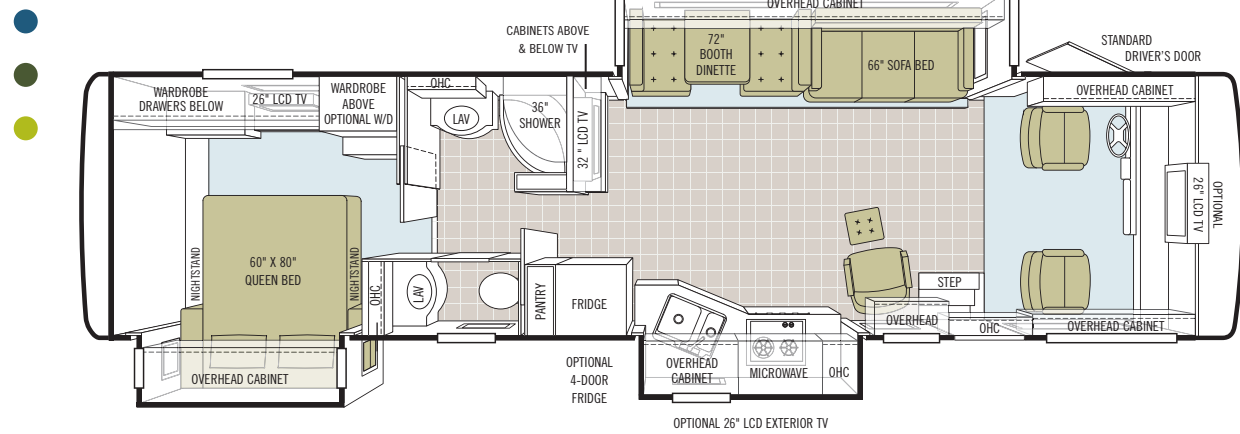 OVERHEAD CABINET
CABINETS ABOVE
& BELOW TV
72"
BOOTH
DINETTE
66" SOFA BED
STANDARD
DRIVER'S DOOR
WARDROBE
DRAWERS BELOW
26" LCD TV
WARDROBE
ABOVE
OPTIONAL W/D
OHC
LAV
36"
SHOWER
32 " LCD TV
OVERHEAD CABINET
OPTIONAL
26" LCD TV
NIGHTSTAND
60" X 80"
QUEEN BED
NIGHTSTAND
OHC
LAV
PANTRY
FRIDGE
STEP
OVERHEAD
OHC
OVERHEAD CABINET
OVERHEAD CABINET
OPTIONAL
4-DOOR
FRIDGE
OVERHEAD
CABINET
MICROWAVE
OHC
OPTIONAL 26" LCD EXTERIOR TV